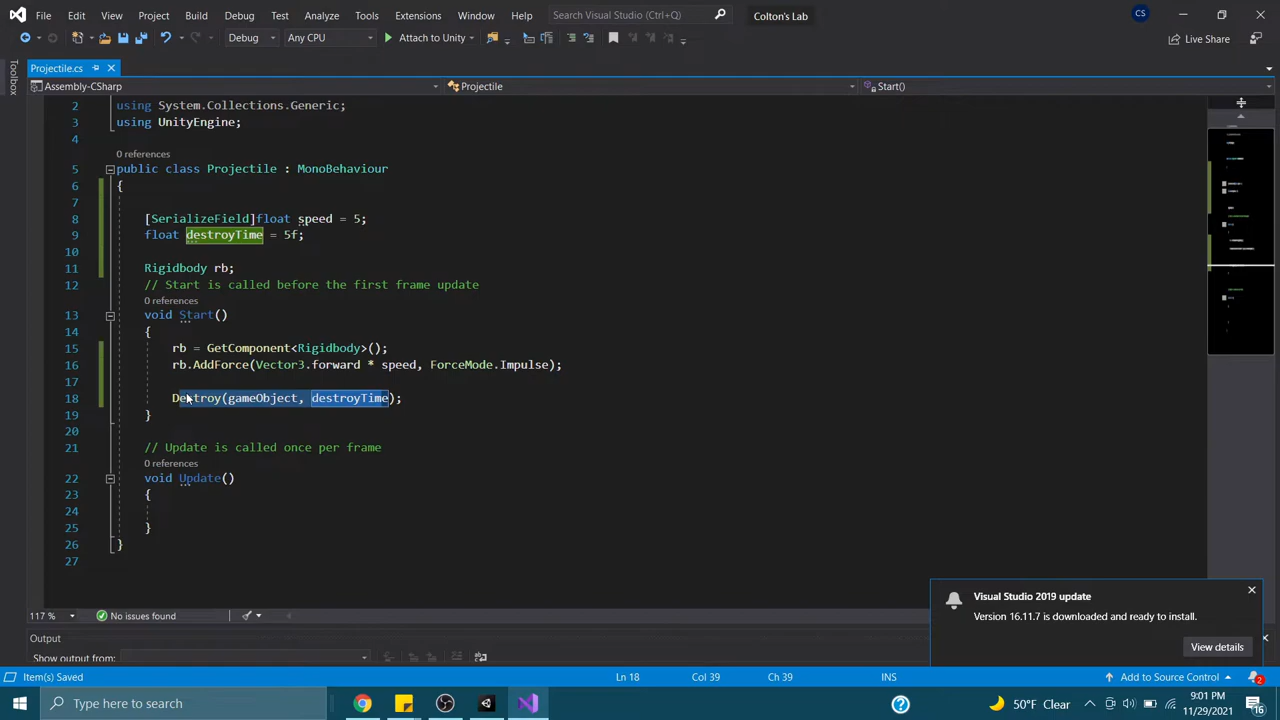 File Edit View Project Build Debug Test Analyze Tools Extensions Window Help Search Visual Studio (Ctrl+Q) Colton's Lab CS
Debug Any CPU Attach to Unity Live Share
Toolbox
Projectile.cs
Assembly-CSharp Projectile Start()
2 using System.Collections.Generic;
3 using UnityEngine;
4
0 references
5 public class Projectile : MonoBehaviour
6 {
7
8 [SerializeField]float speed = 5;
9 float destroyTime = 5f;
10
11 Rigidbody rb;
12 // Start is called before the first frame update
0 references
13 void Start()
14 {
15 rb = GetComponent<Rigidbody>();
16 rb.AddForce(Vector3.forward * speed, ForceMode.Impulse);
17
18 Destroy(gameObject, destroyTime);
19 }
20
21 // Update is called once per frame
0 references
22 void Update()
23 {
24
25 }
26 }
27
Visual Studio 2019 update
Version 16.11.7 is downloaded and ready to install.
View details
117 % No issues found
Output
Show output from:
Item(s) Saved Ln 18 Col 39 Ch 39 INS Add to Source Control 2
Type here to search 50°F Clear 9:01 PM
11/29/2021 16